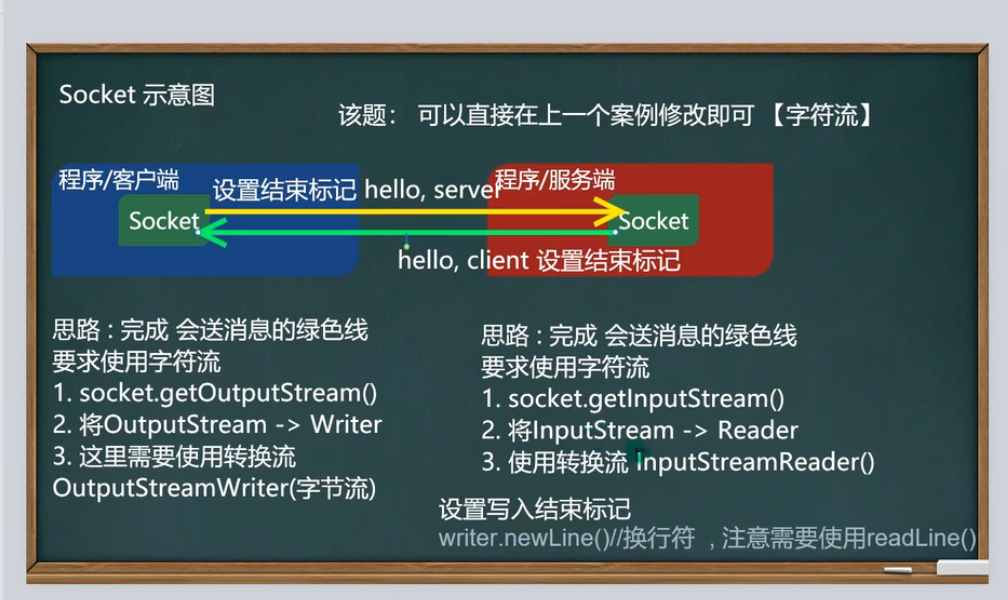 Socket 示意图
该题： 可以直接在上一个案例修改即可 【字符流】
程序/客户端
设置结束标记 hello, server
程序/服务端
Socket
Socket
hello, client 设置结束标记
思路 : 完成 会送消息的绿色线
要求使用字符流
1. socket.getOutputStream()
2. 将OutputStream -> Writer
3. 这里需要使用转换流
OutputStreamWriter(字节流)
思路 : 完成 会送消息的绿色线
要求使用字符流
1. socket.getInputStream()
2. 将InputStream -> Reader
3. 使用转换流 InputStreamReader()
设置写入结束标记
writer.newLine()//换行符 , 注意需要使用readLine()